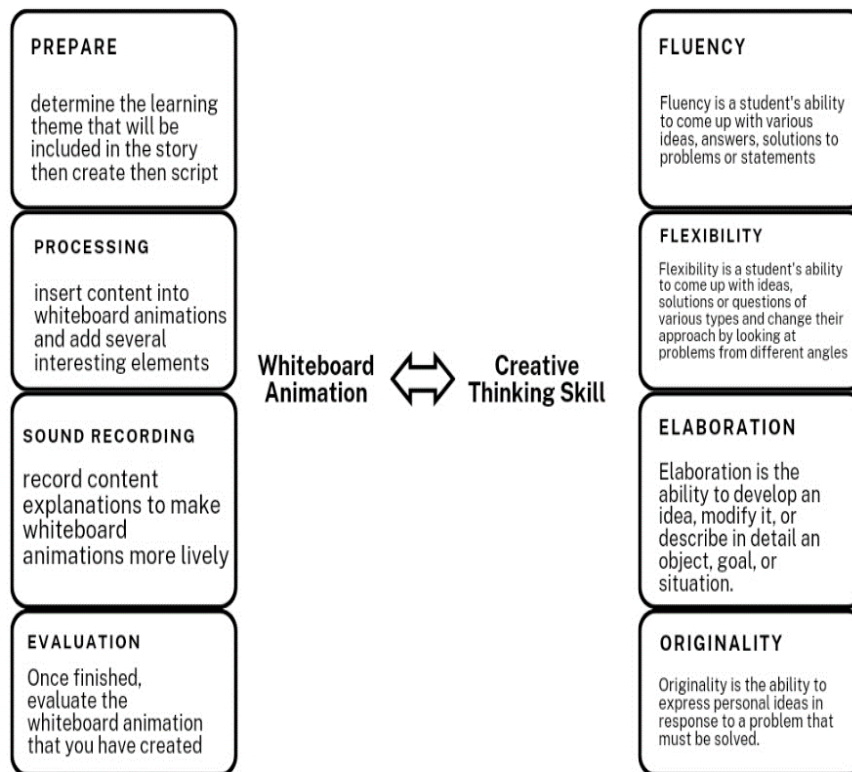 PREPARE
determine the learning
theme that will be
included in the story
then create then script
PROCESSING
insert content into
whiteboard animations
and add several
interesting elements
SOUND RECORDING
record content
explanations to make
whiteboard
animations more lively
EVALUATION
Once finished,
evaluate the
whiteboard animation
that you have created
Whiteboard
Animation
Creative
Thinking Skill
FLUENCY
Fluency is a student's ability
to come up with various
ideas, answers, solutions to
problems or statements
FLEXIBILITY
Flexibility is a student's ability
to come up with ideas,
solutions or questions of
various types and change their
approach by looking at
problems from different angles
ELABORATION
Elaboration is the
ability to develop an
idea, modify it, or
describe in detail an
object, goal, or
situation.
ORIGINALITY
Originality is the ability to
express personal ideas in
response to a problem that
must be solved.